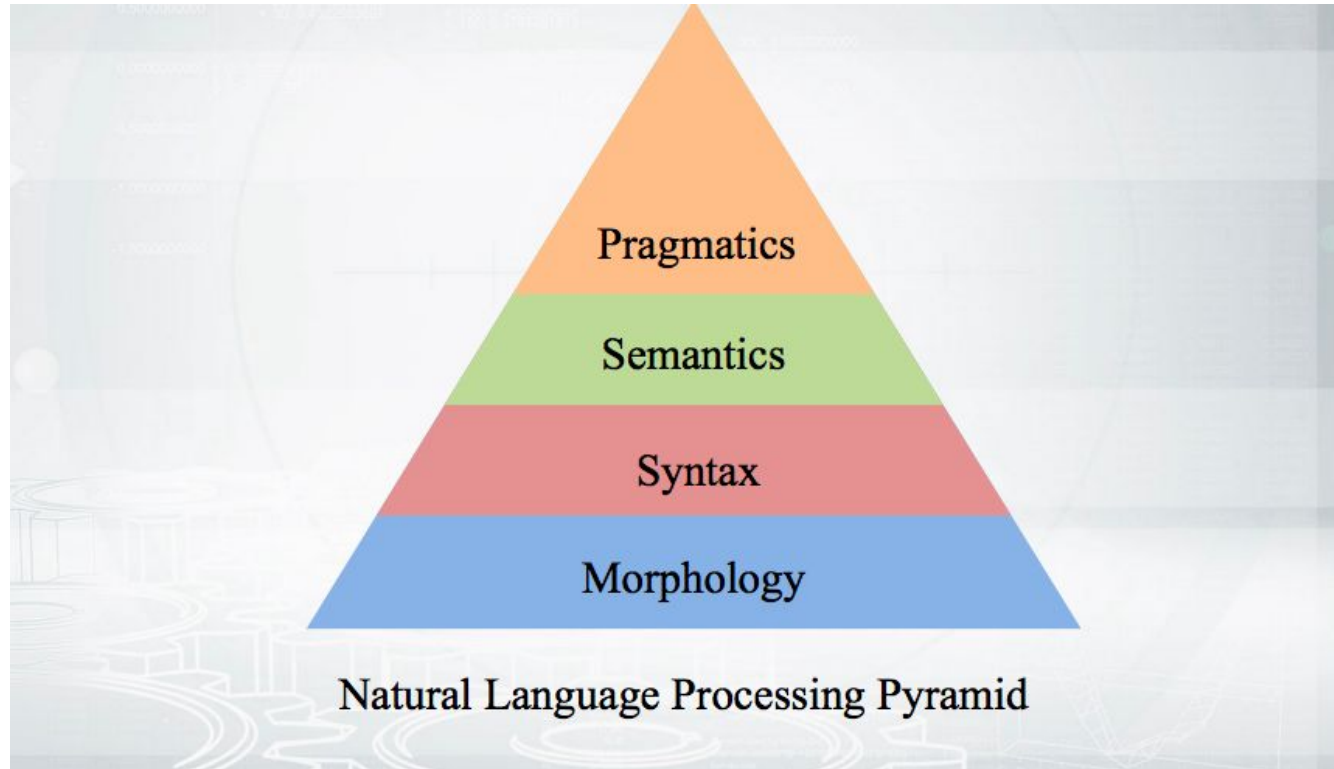 Pragmatics
Semantics
Syntax
Morphology
Natural Language Processing Pyramid